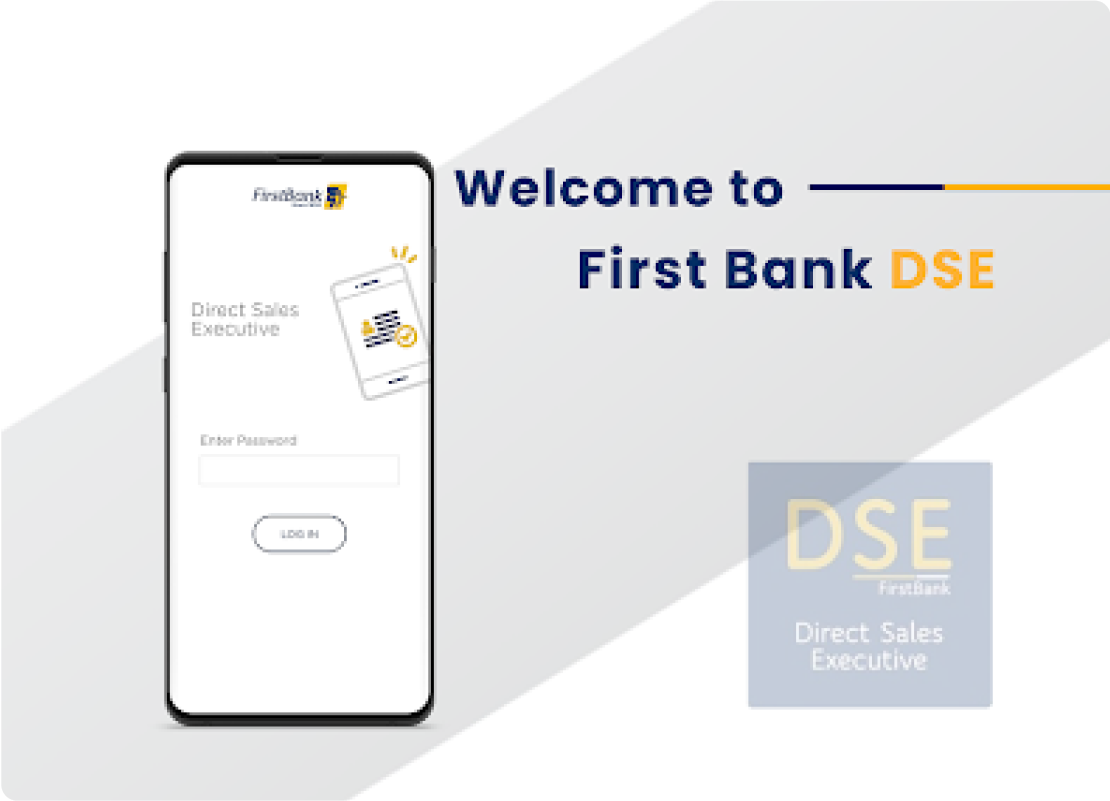 Welcome to
First Bank DSE
FirstBank
Direct Sales
Executive
Enter Password
LOG IN
DSE
FirstBank
Direct Sales
Executive